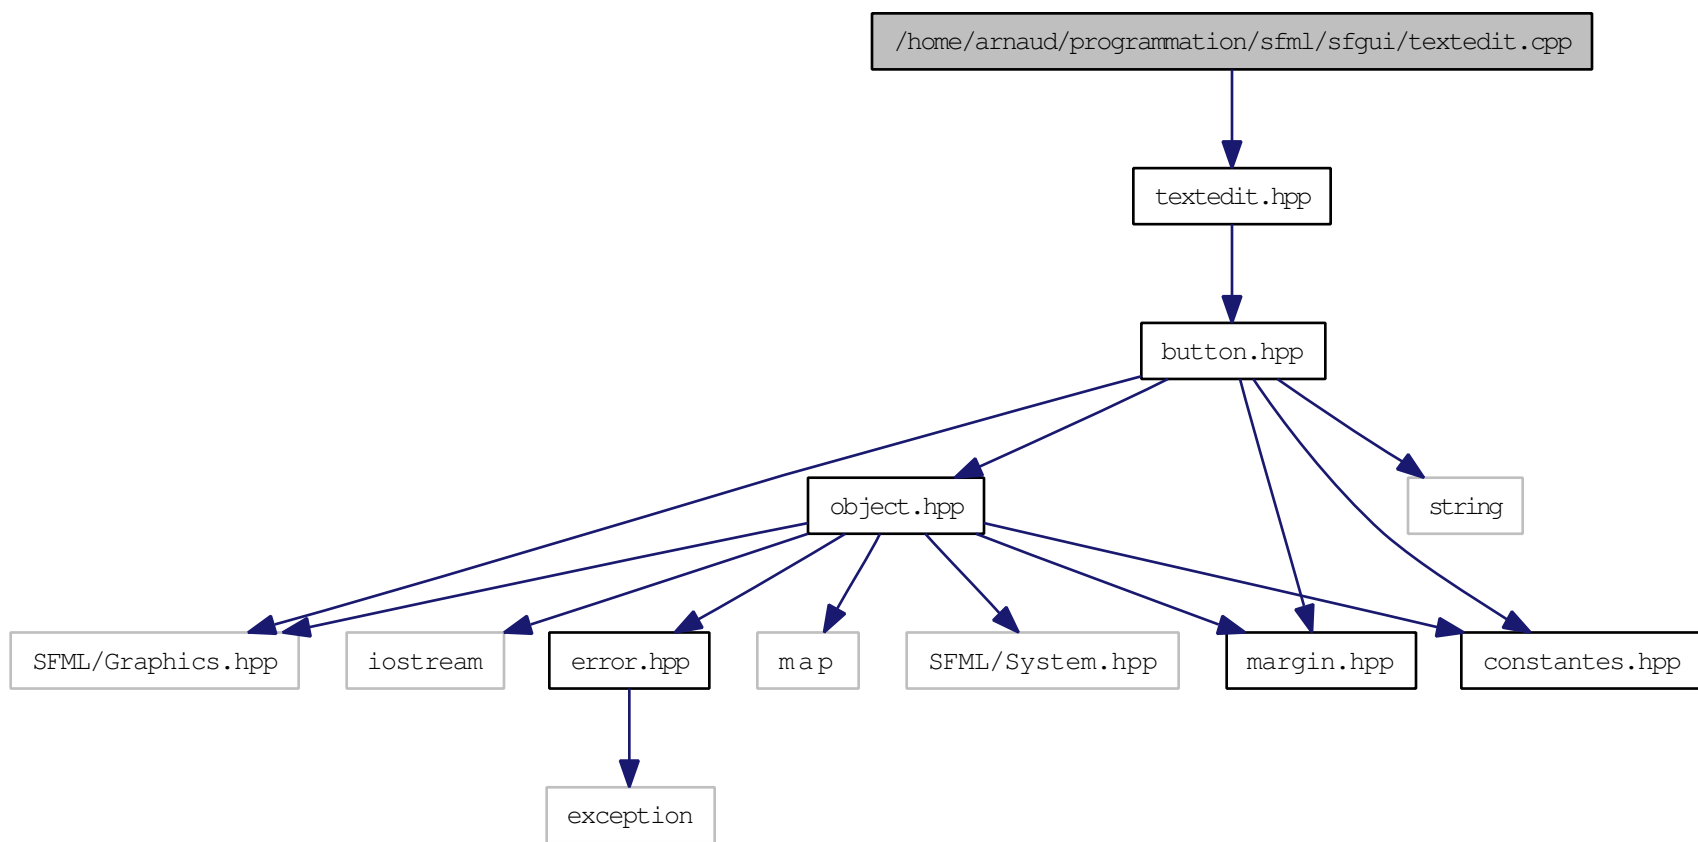 /home/arnaud/programmation/sfml/sfgui/textedit.cpp
textedit.hpp
button.hpp
object.hpp
string
SFML/Graphics.hpp
iostream
error.hpp
map
SFML/System.hpp
margin.hpp
constantes.hpp
exception